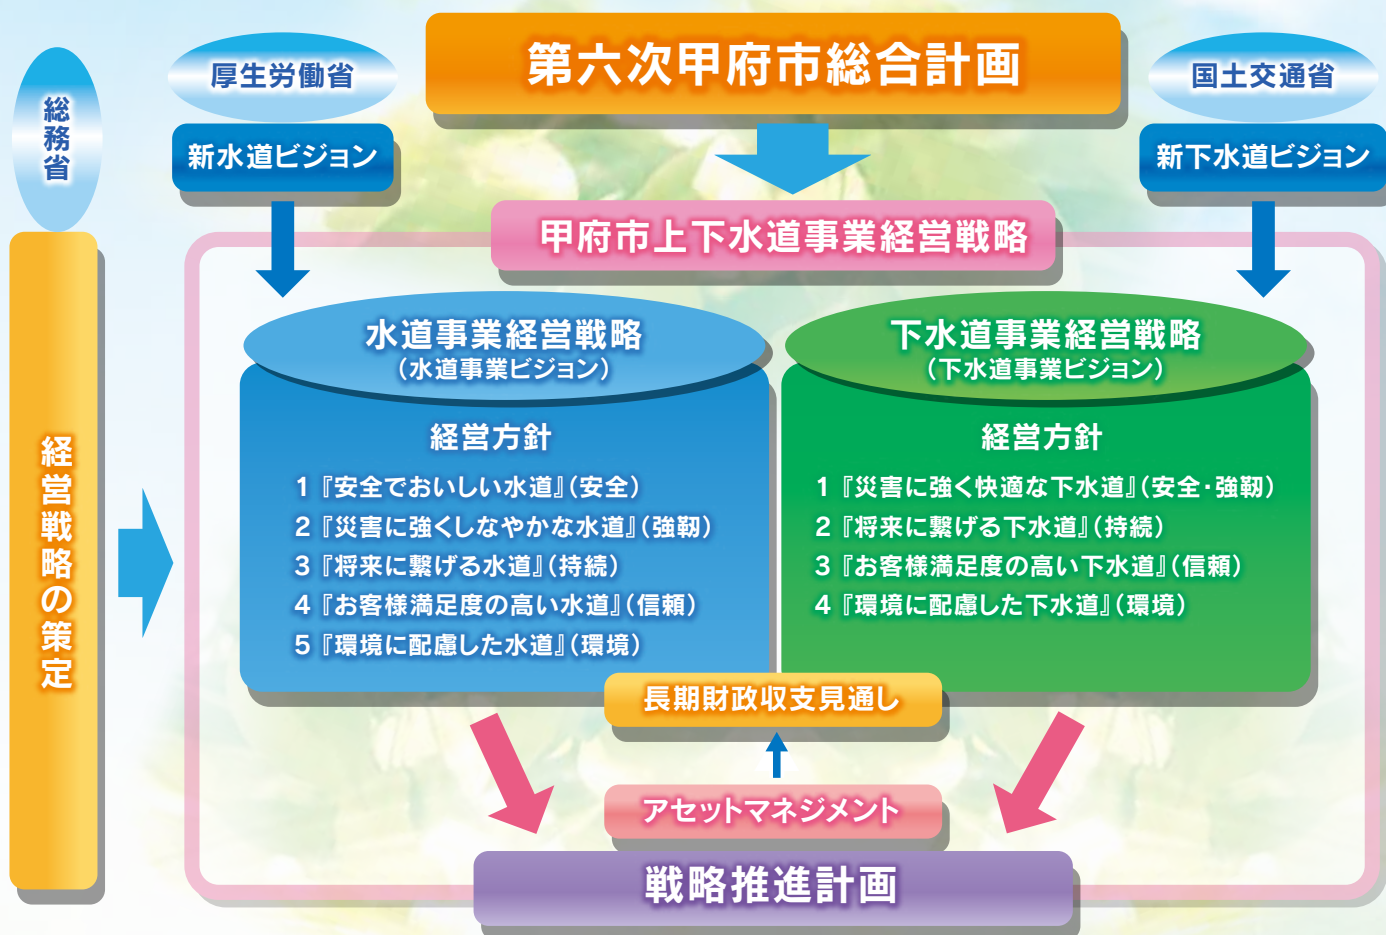 第六次甲府市総合計画
総務省
厚生労働省
国土交通省
新水道ビジョン
新下水道ビジョン
甲府市上下水道事業経営戦略
経営戦略の策定
水道事業経営戦略
（水道事業ビジョン）
経営方針
1『安全でおいしい水道』（安全）
2『災害に強くしなやかな水道』（強靭）
3『将来に繋げる水道』（持続）
4『お客様満足度の高い水道』（信頼）
5『環境に配慮した水道』（環境）
下水道事業経営戦略
（下水道事業ビジョン）
経営方針
1『災害に強く快適な下水道』（安全・強靭）
2『将来に繋げる下水道』（持続）
3『お客様満足度の高い下水道』（信頼）
4『環境に配慮した下水道』（環境）
長期財政収支見通し
アセットマネジメント
戦略推進計画